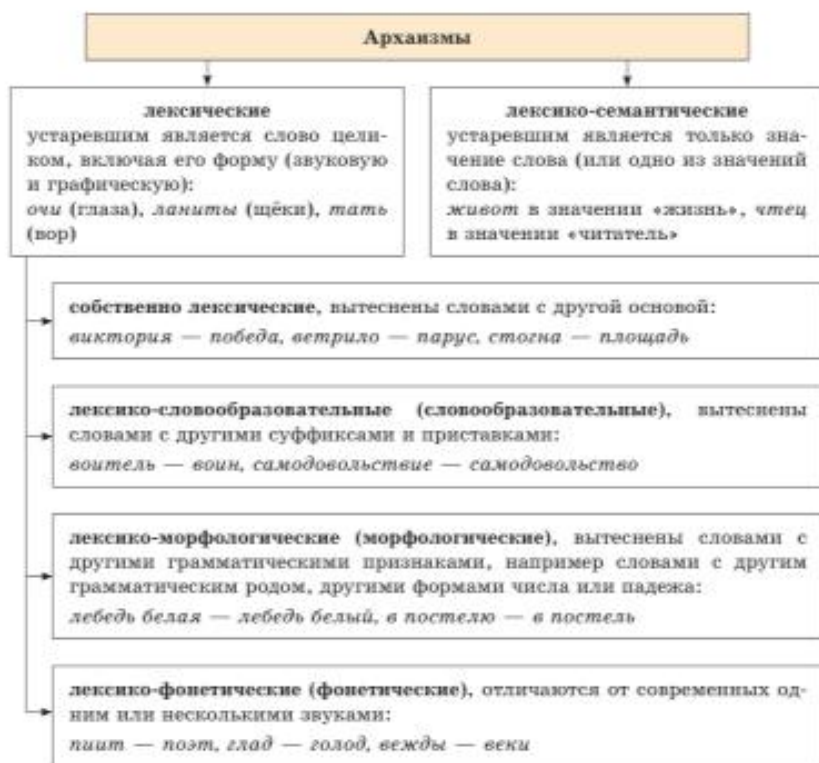 Архаизмы
лексические
устаревшим является слово цели-
ком, включая его форму (звуковую
и графическую):
очи (глаза), ланиты (щёки), тать
(вор)
лексико-семантические
устаревшим является только зна-
чение слова (или одно из значений
слова):
живот в значении «жизнь», чтец
в значении «читатель»
собственно лексические, вытеснены словами с другой основой:
виктория — победа, ветрило — парус, стогна — площадь
лексико-словообразовательные (словообразовательные), вытеснены
словами с другими суффиксами и приставками:
воитель — воин, самодовольствие — самодовольство
лексико-морфологические (морфологические), вытеснены словами с
другими грамматическими признаками, например словами с другим
грамматическим родом, другими формами числа или падежа:
лебедь белая — лебедь белый, в постелю — в постель
лексико-фонетические (фонетические), отличаются от современных од-
ним или несколькими звуками:
пиит — поэт, глад — голод, вежды — веки